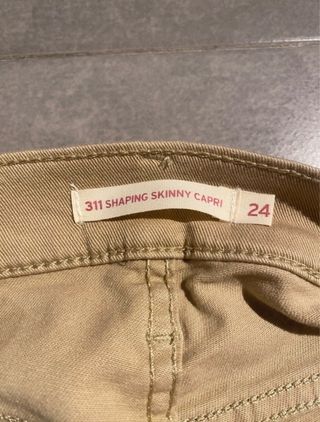 311 SHAPING SKINNY CAPRI 24